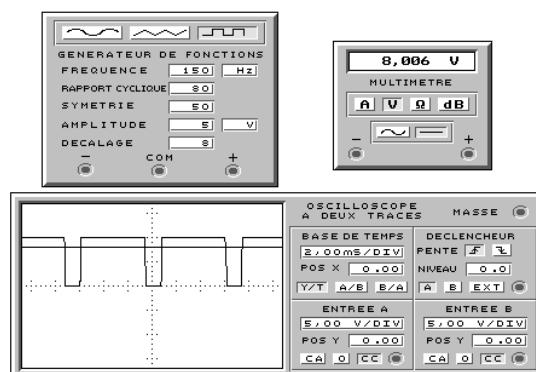 GENERATEUR DE FONCTIONS
FREQUENCE 150 Hz
RAPPORT CYCLIQUE 80
SYMETRIE 50
AMPLITUDE 5 V
DECALAGE 8
− COM +
8,006 V
MULTIMETRE
A V Ω dB
− +
OSCILLOSCOPE
A DEUX TRACES
MASSE
BASE DE TEMPS
2,00mS/DIV
POS X 0.00
Y/T A/B B/A
DECLENCHEUR
PENTE
NIVEAU 0.0
A B EXT
ENTREE A
5,00 V/DIV
POS Y 0.00
CA 0 CC
ENTREE B
5,00 V/DIV
POS Y 0.00
CA 0 CC